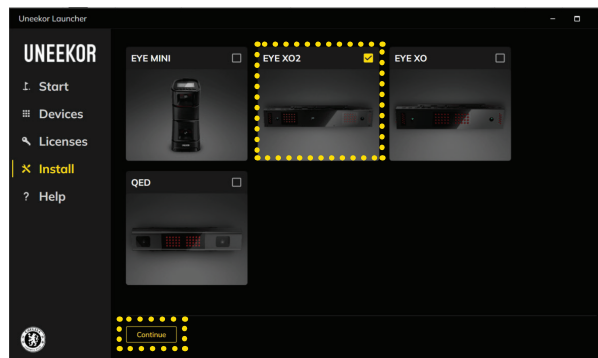 Uneekor Launcher
UNEEKOR
Start
Devices
Licenses
Install
? Help
EYE MINI
EYE XO2
EYE XO
QED
Continue